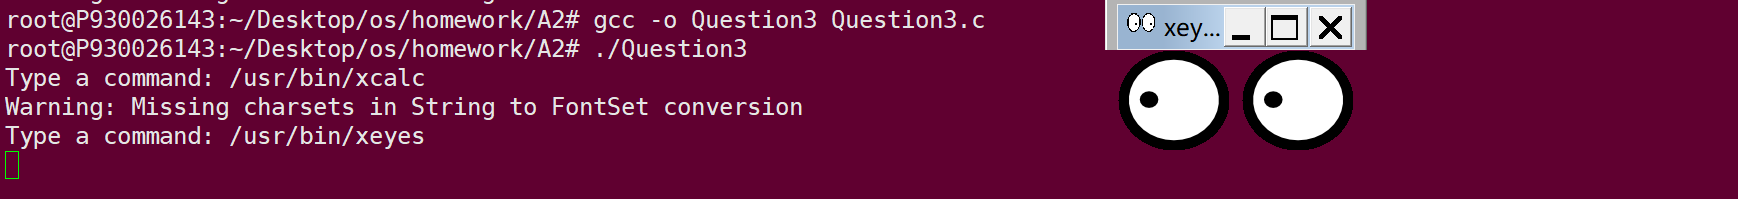 root@P930026143:~/Desktop/os/homework/A2# gcc -o Question3 Question3.c
root@P930026143:~/Desktop/os/homework/A2# ./Question3
Type a command: /usr/bin/xcalc
Warning: Missing charsets in String to FontSet conversion
Type a command: /usr/bin/xeyes
xey...